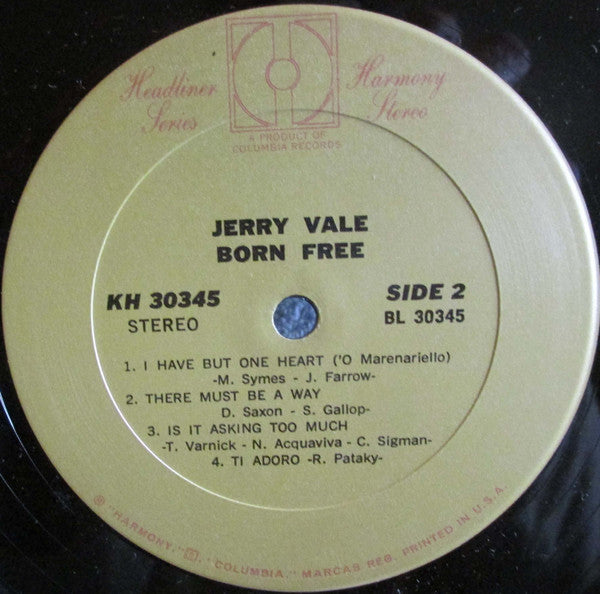 Headliner Series
Harmony Stereo
A PRODUCT OF
COLUMBIA RECORDS
JERRY VALE
BORN FREE
KH 30345
STEREO
SIDE 2
BL 30345
1. I HAVE BUT ONE HEART ('O Marenariello)
-M. Symes - J. Farrow-
2. THERE MUST BE A WAY
D. Saxon - S. Gallop-
3. IS IT ASKING TOO MUCH
-T. Varnick - N. Acquaviva - C. Sigman-
4. TI ADORO -R. Pataky-
® "HARMONY," "COLUMBIA," MARCAS REG. PRINTED IN U.S.A.